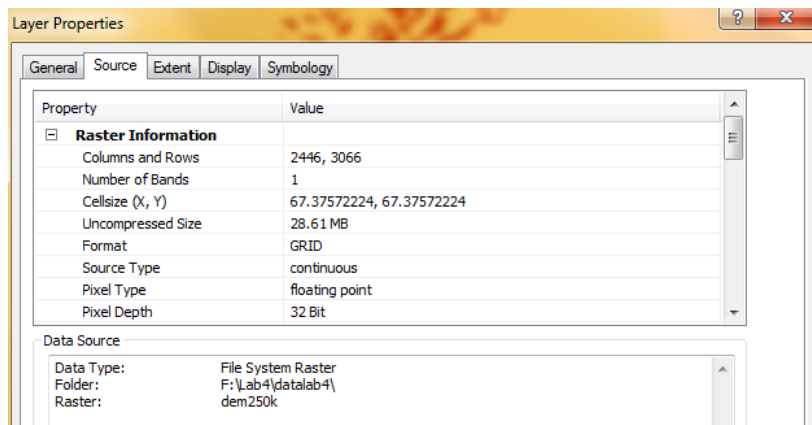 Layer Properties
General Source Extent Display Symbology
Property Value
Raster Information
Columns and Rows 2446, 3066
Number of Bands 1
Cellsize (X, Y) 67.37572224, 67.37572224
Uncompressed Size 28.61 MB
Format GRID
Source Type continuous
Pixel Type floating point
Pixel Depth 32 Bit
Data Source
Data Type: File System Raster
Folder: F:\Lab4\datalab4\
Raster: dem250k